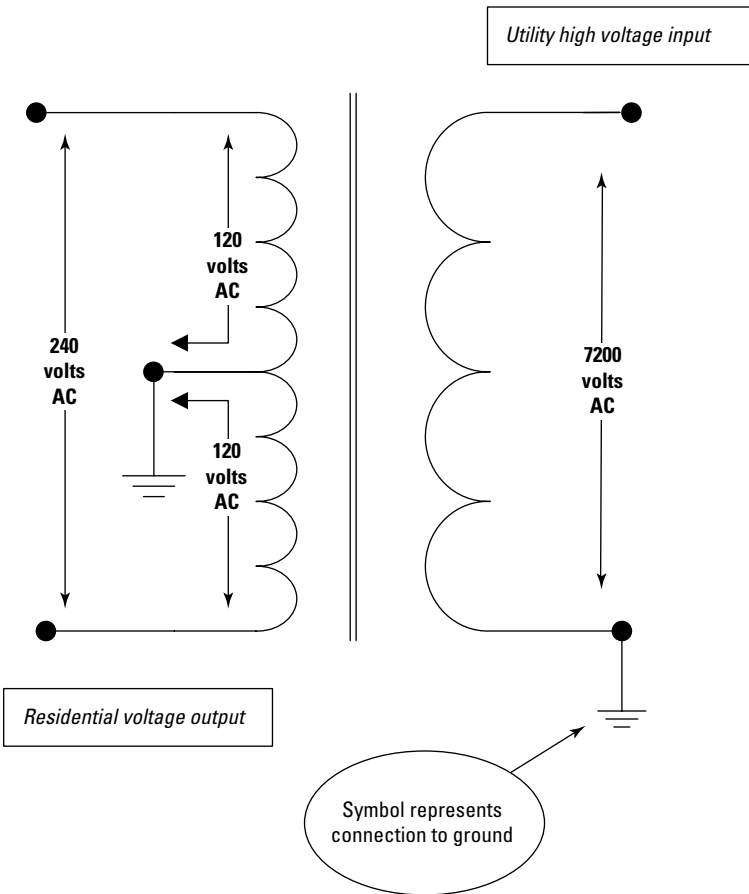 Utility high voltage input
120
volts
AC
240
volts
AC
7200
volts
AC
120
volts
AC
Residential voltage output
Symbol represents
connection to ground